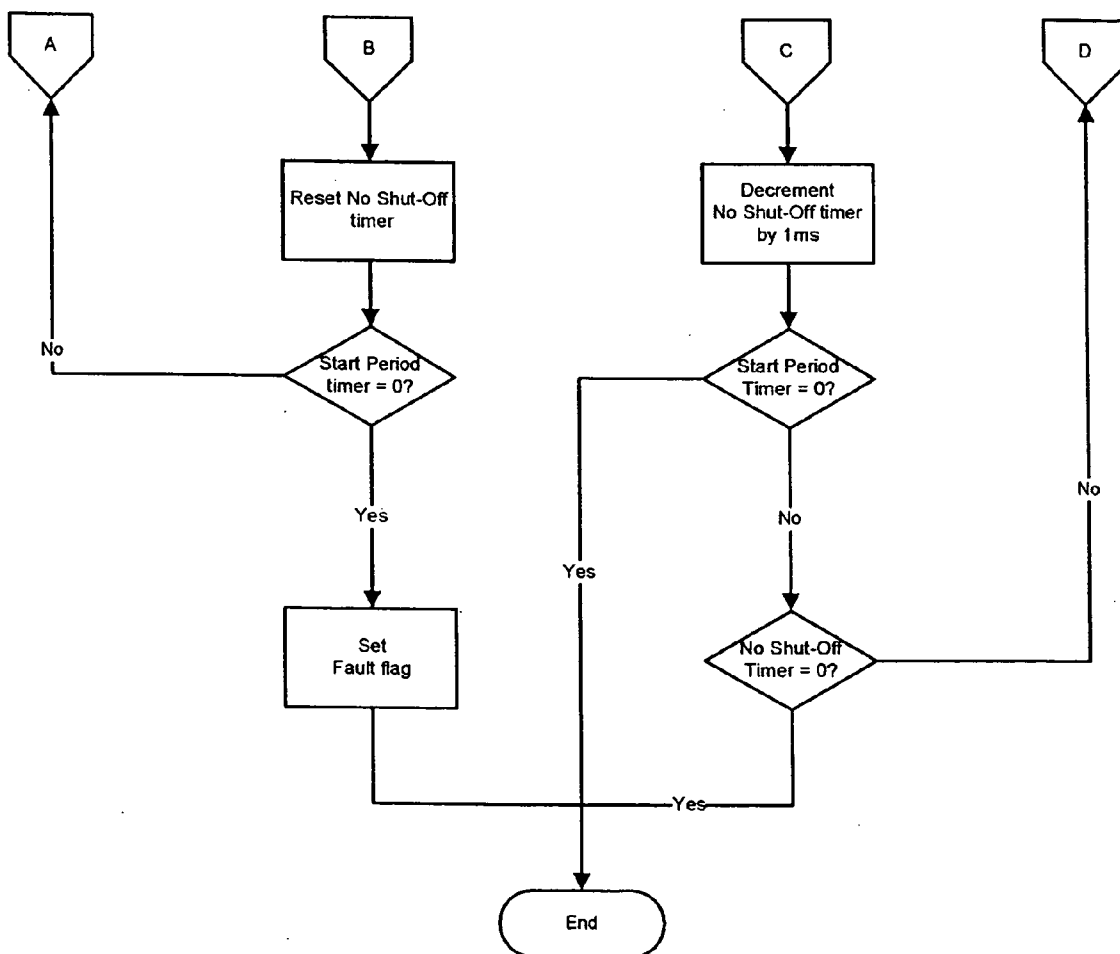 A
B
C
D
Reset No Shut-Off
timer
Decrement
No Shut-Off timer
by 1ms
No
Start Period
timer = 0?
Start Period
Timer = 0?
Yes
No
No
Yes
Set
Fault flag
No Shut-Off
Timer = 0?
Yes
End